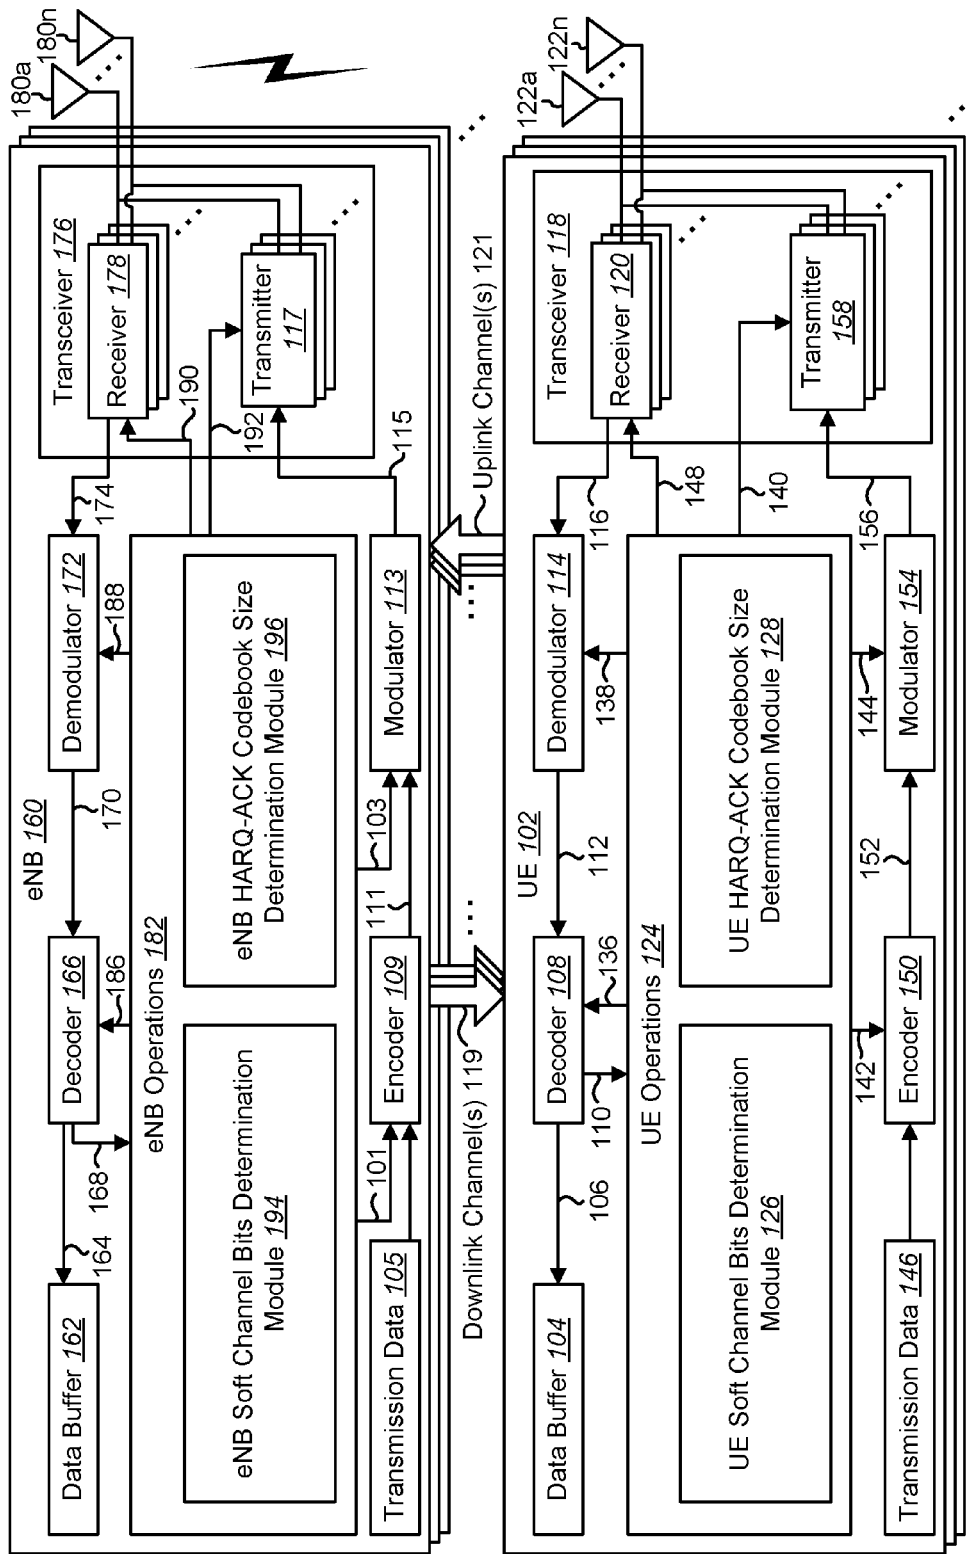 eNB 160
Data Buffer 162
164
168
Decoder 166
186
170
Demodulator 172
188
174
Transceiver 176
Receiver 178
190
180a
180n
eNB Operations 182
eNB Soft Channel Bits Determination
Module 194
eNB HARQ-ACK Codebook Size
Determination Module 196
192
Transmitter
117
Transmission Data 105
101
Encoder 109
111
103
Modulator 113
115
Downlink Channel(s) 119
Uplink Channel(s) 121
UE 102
Data Buffer 104
106
Decoder 108
110
136
112
Demodulator 114
138
116
Transceiver 118
Receiver 120
148
122a
122n
UE Operations 124
UE Soft Channel Bits Determination
Module 126
UE HARQ-ACK Codebook Size
Determination Module 128
140
Transmitter
158
142
144
Transmission Data 146
Encoder 150
152
Modulator 154
156